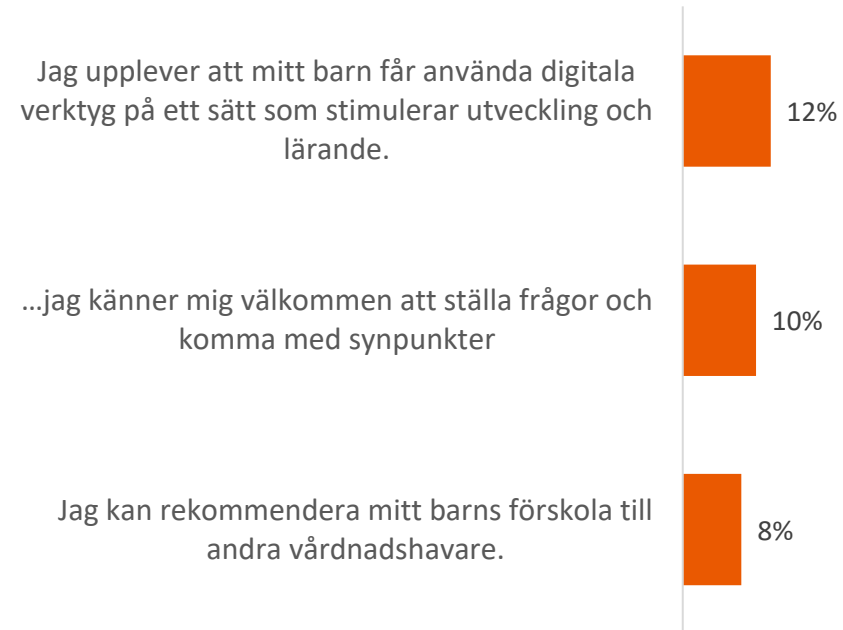 Jag upplever att mitt barn får använda digitala
verktyg på ett sätt som stimulerar utveckling och
lärande.
12%
...jag känner mig välkommen att ställa frågor och
komma med synpunkter
10%
Jag kan rekommendera mitt barns förskola till
andra vårdnadshavare.
8%